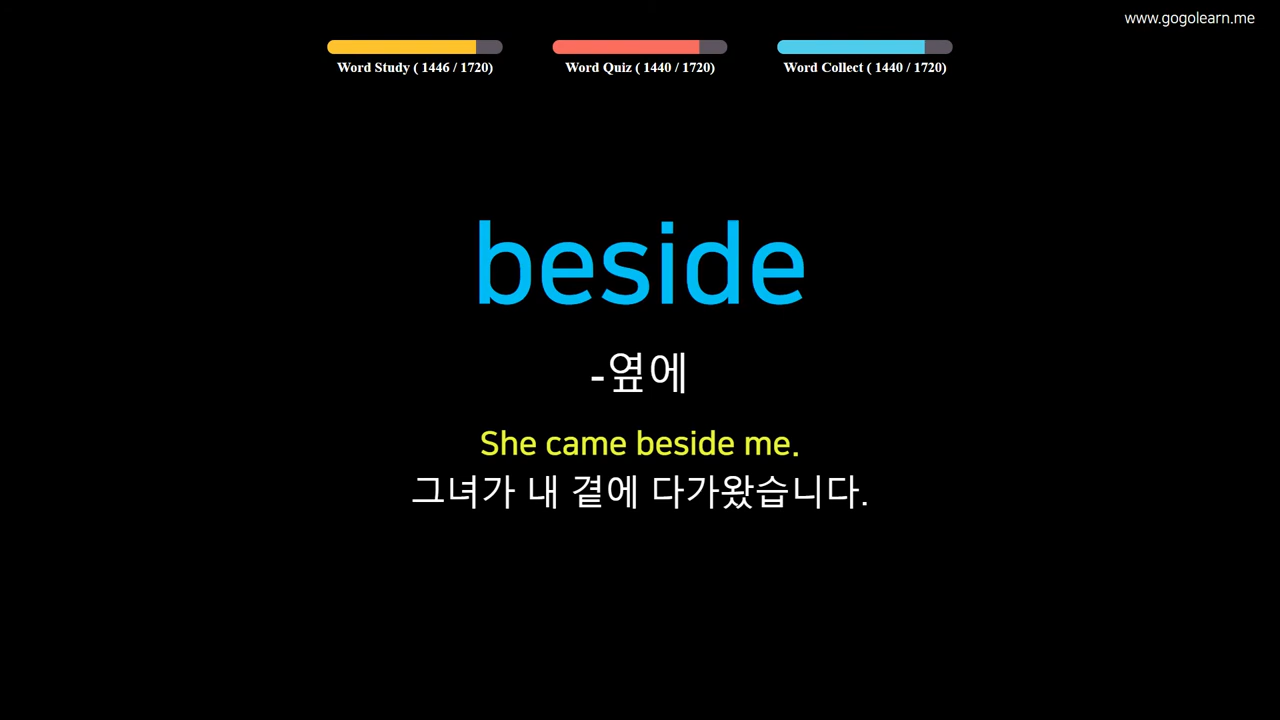 www.gogolearn.me
Word Study ( 1446 / 1720)
Word Quiz ( 1440 / 1720)
Word Collect ( 1440 / 1720)
beside
-옆에
She came beside me.
그녀가 내 곁에 다가왔습니다.